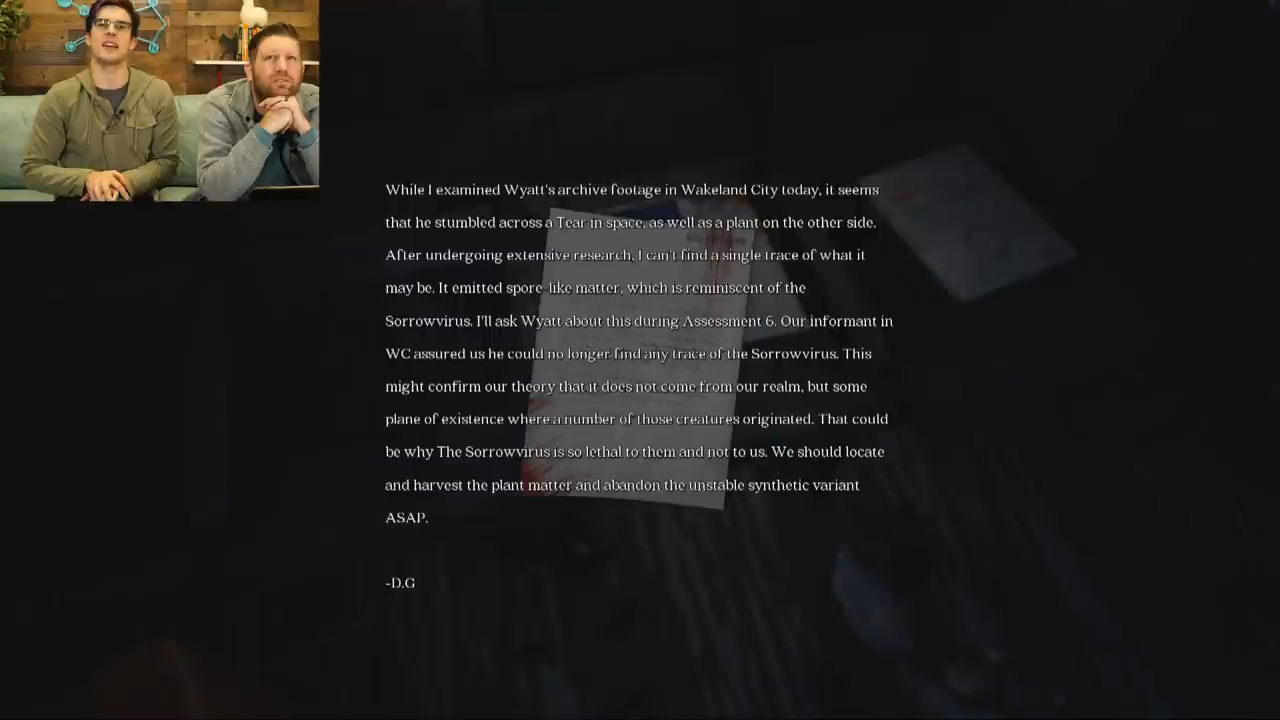 While I examined Wyatt's archive footage in Wakeland City today, it seems
that he stumbled across a Tear in space, as well as a plant on the other side.
After undergoing extensive research, I can't find a single trace of what it
may be. It emitted spore-like matter, which is reminiscent of the
Sorrowvirus. I'll ask Wyatt about this during Assessment 6. Our informant in
WC assured us he could no longer find any trace of the Sorrowvirus. This
might confirm our theory that it does not come from our realm, but some
plane of existence where a number of those creatures originated. That could
be why The Sorrowvirus is so lethal to them and not to us. We should locate
and harvest the plant matter and abandon the unstable synthetic variant
ASAP.
-D.G